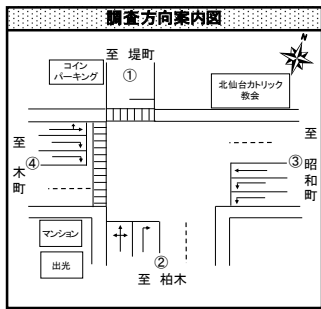 調査方向案内図
N
至 堤町
コイン
パーキング
①
北仙台カトリック
教会
至 木町
④
至 昭和町
③
マンション
出光
②
至 柏木